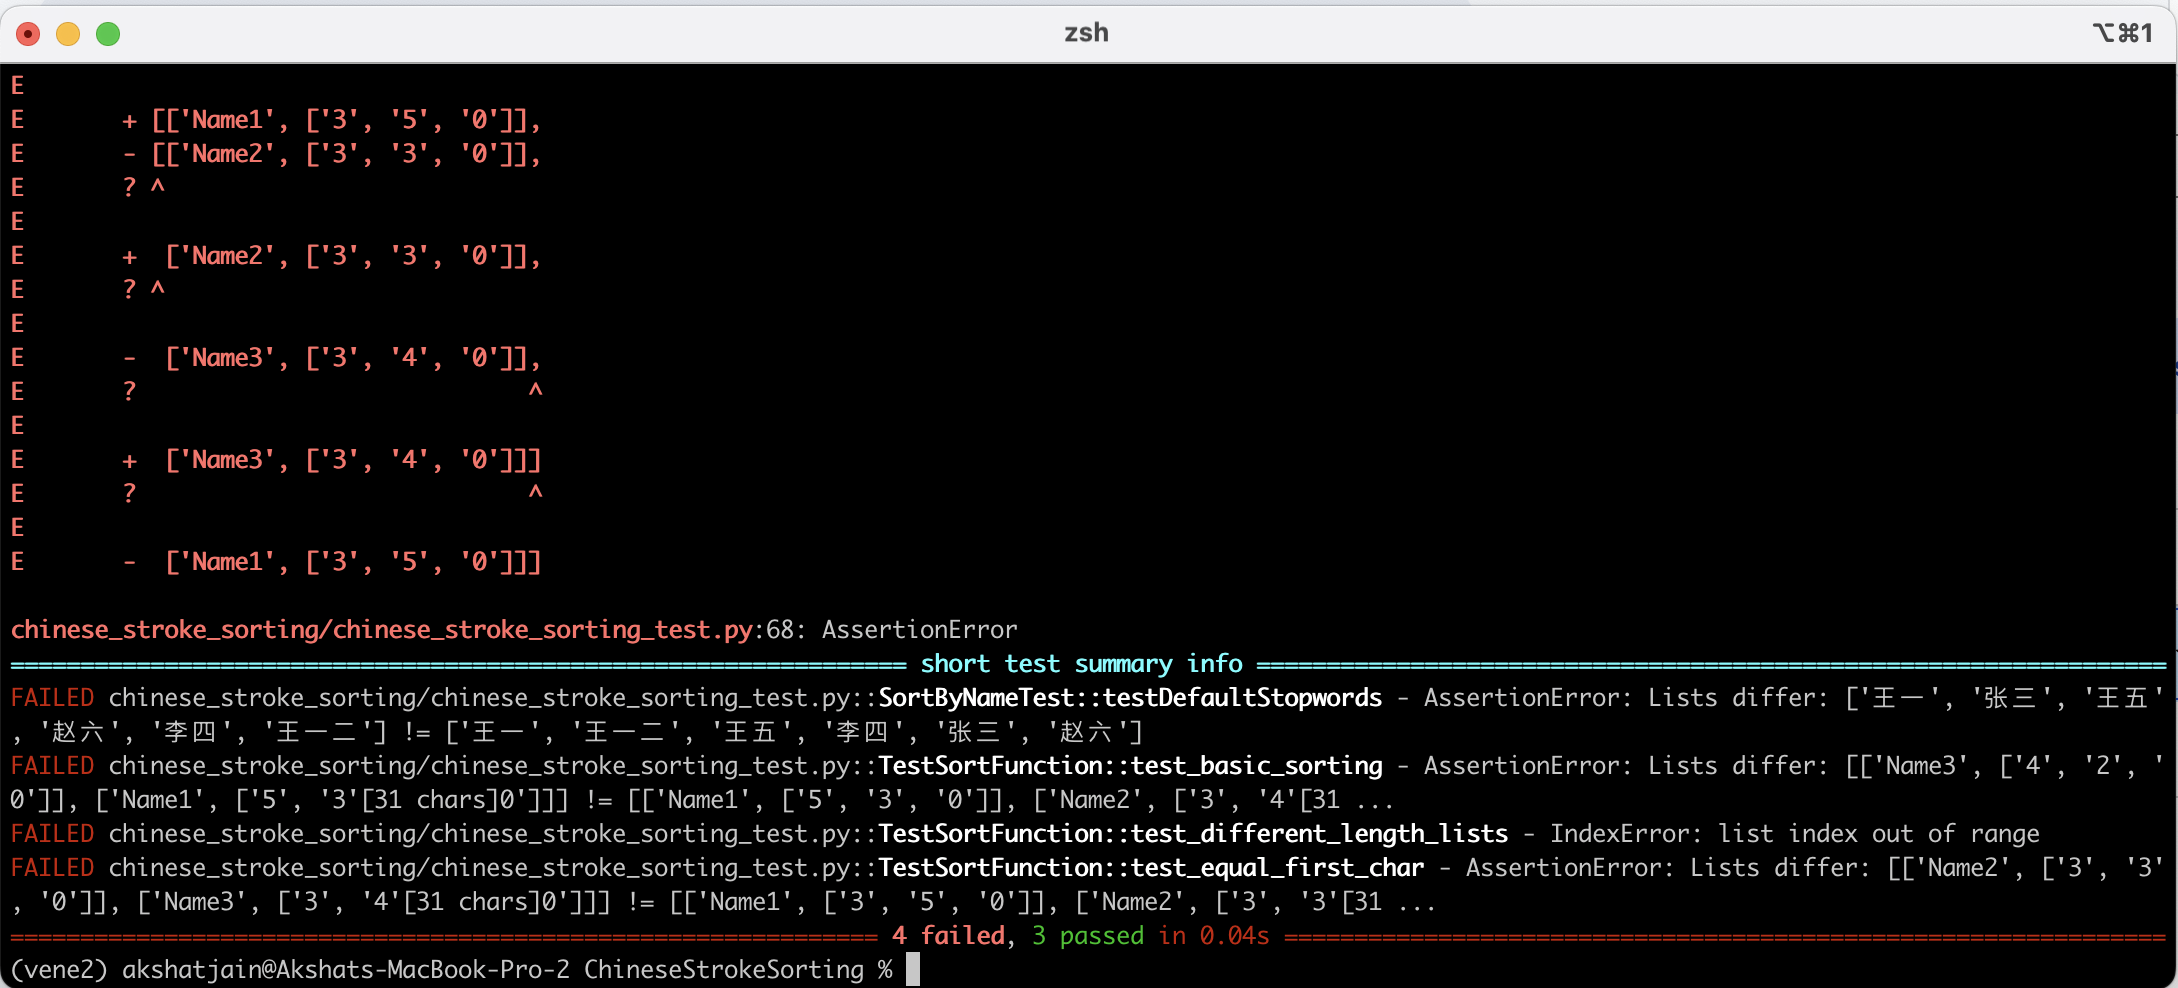 zsh
⌥⌘1
E
E       + [['Name1', ['3', '5', '0']],
E       - [['Name2', ['3', '3', '0']],
E       ? ^
E
E       +  ['Name2', ['3', '3', '0']],
E       ? ^
E
E       -  ['Name3', ['3', '4', '0']],
E       ?                            ^
E
E       +  ['Name3', ['3', '4', '0']]]
E       ?                            ^
E
E       -  ['Name1', ['3', '5', '0']]]
chinese_stroke_sorting/chinese_stroke_sorting_test.py:68: AssertionError
================================================================ short test summary info =================================================================
FAILED chinese_stroke_sorting/chinese_stroke_sorting_test.py::SortByNameTest::testDefaultStopwords - AssertionError: Lists differ: ['王一', '张三', '王五'
, '赵六', '李四', '王一二'] != ['王一', '王一二', '王五', '李四', '张三', '赵六']
FAILED chinese_stroke_sorting/chinese_stroke_sorting_test.py::TestSortFunction::test_basic_sorting - AssertionError: Lists differ: [['Name3', ['4', '2', '
0']], ['Name1', ['5', '3'[31 chars]0']]] != [['Name1', ['5', '3', '0']], ['Name2', ['3', '4'[31 ...
FAILED chinese_stroke_sorting/chinese_stroke_sorting_test.py::TestSortFunction::test_different_length_lists - IndexError: list index out of range
FAILED chinese_stroke_sorting/chinese_stroke_sorting_test.py::TestSortFunction::test_equal_first_char - AssertionError: Lists differ: [['Name2', ['3', '3'
, '0']], ['Name3', ['3', '4'[31 chars]0']]] != [['Name1', ['3', '5', '0']], ['Name2', ['3', '3'[31 ...
============================================================== 4 failed, 3 passed in 0.04s ===============================================================
(vene2) akshatjain@Akshats-MacBook-Pro-2 ChineseStrokeSorting %